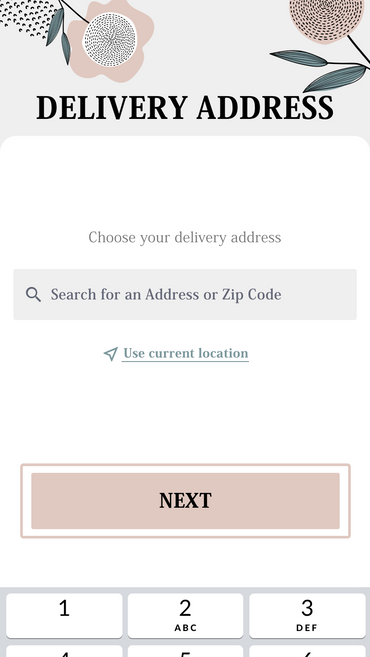 DELIVERY ADDRESS
Choose your delivery address
Search for an Address or Zip Code
Use current location
NEXT
1 2 3
ABC DEF